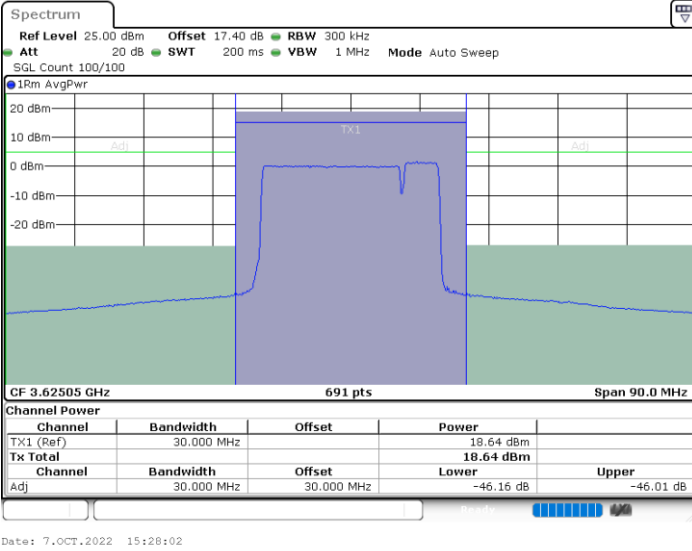 Spectrum
Ref Level 25.00 dBm Offset 17.40 dB RBW 300 kHz
Att 20 dB SWT 200 ms VBW 1 MHz Mode Auto Sweep
SGL Count 100/100
1Rm AvgPwr
20 dBm
TX1
10 dBm
Adj Adj
0 dBm
-10 dBm
-20 dBm
CF 3.62505 GHz 691 pts Span 90.0 MHz
Channel Power
Channel Bandwidth Offset Power
TX1 (Ref) 30.000 MHz 18.64 dBm
Tx Total 18.64 dBm
Channel Bandwidth Offset Lower Upper
Adj 30.000 MHz 30.000 MHz -46.16 dB -46.01 dB
Ready
Date: 7.OCT.2022 15:28:02